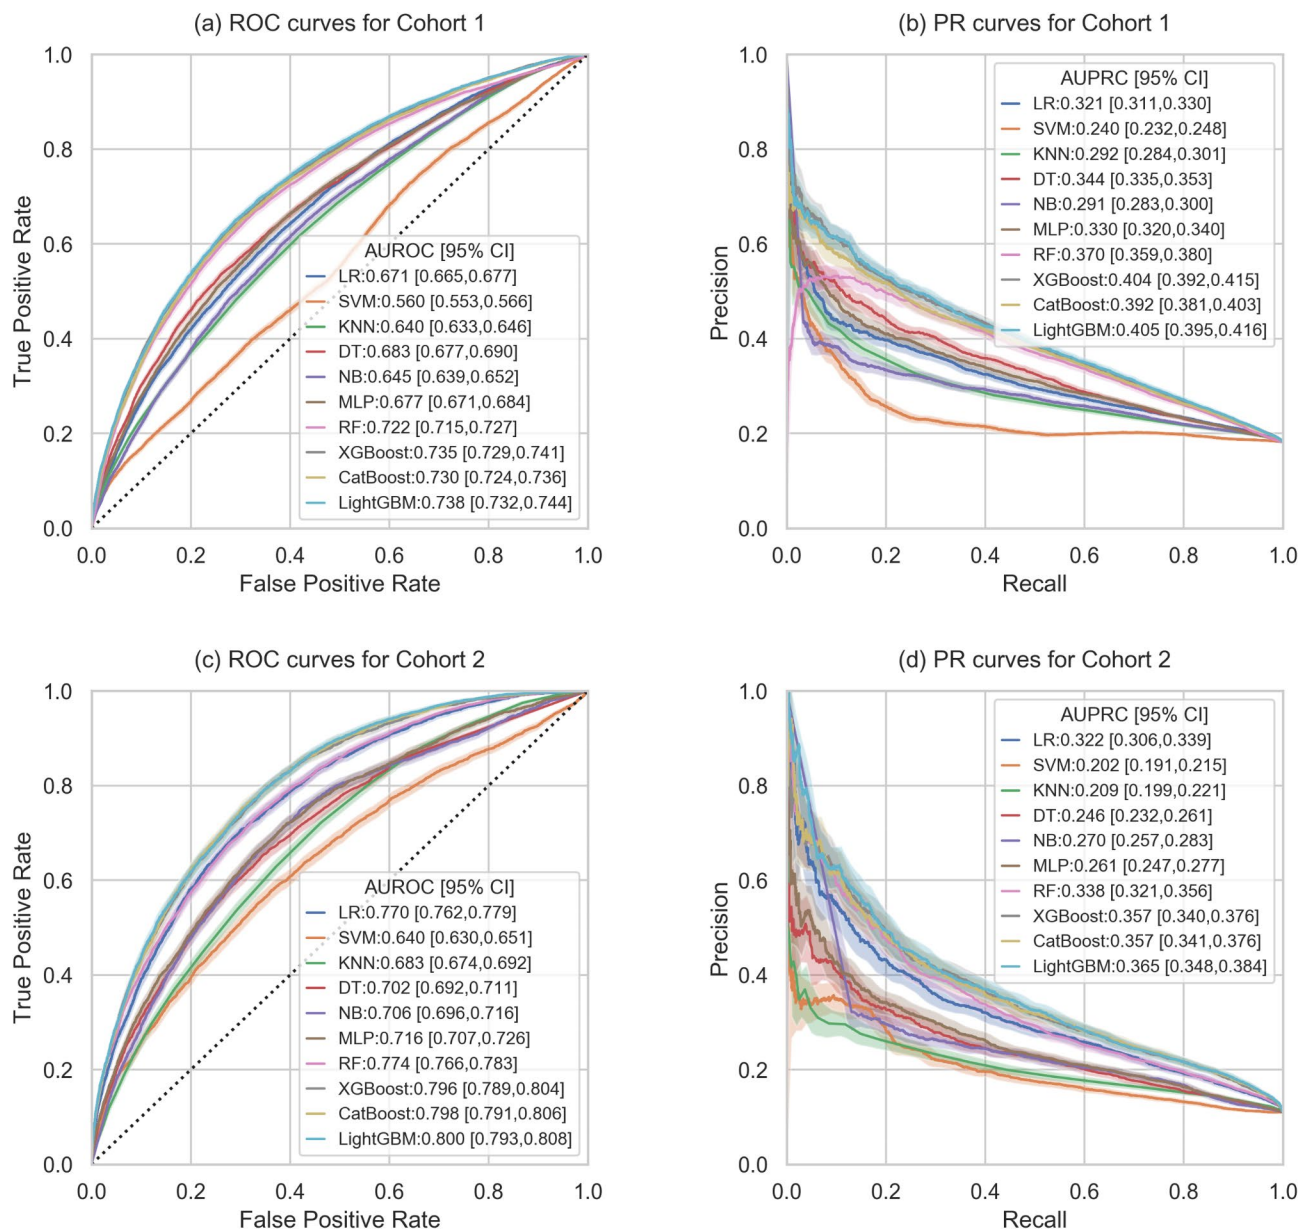 (a) ROC curves for Cohort 1
True Positive Rate
1.0
0.8
0.6
0.4
0.2
0.0
AUROC [95% CI]
LR:0.671 [0.665,0.677]
SVM:0.560 [0.553,0.566]
KNN:0.640 [0.633,0.646]
DT:0.683 [0.677,0.690]
NB:0.645 [0.639,0.652]
MLP:0.677 [0.671,0.684]
RF:0.722 [0.715,0.727]
XGBoost:0.735 [0.729,0.741]
CatBoost:0.730 [0.724,0.736]
LightGBM:0.738 [0.732,0.744]
0.0 0.2 0.4 0.6 0.8 1.0
False Positive Rate
(b) PR curves for Cohort 1
Precision
1.0
0.8
0.6
0.4
0.2
0.0
AUPRC [95% CI]
LR:0.321 [0.311,0.330]
SVM:0.240 [0.232,0.248]
KNN:0.292 [0.284,0.301]
DT:0.344 [0.335,0.353]
NB:0.291 [0.283,0.300]
MLP:0.330 [0.320,0.340]
RF:0.370 [0.359,0.380]
XGBoost:0.404 [0.392,0.415]
CatBoost:0.392 [0.381,0.403]
LightGBM:0.405 [0.395,0.416]
0.0 0.2 0.4 0.6 0.8 1.0
Recall
(c) ROC curves for Cohort 2
True Positive Rate
1.0
0.8
0.6
0.4
0.2
0.0
AUROC [95% CI]
LR:0.770 [0.762,0.779]
SVM:0.640 [0.630,0.651]
KNN:0.683 [0.674,0.692]
DT:0.702 [0.692,0.711]
NB:0.706 [0.696,0.716]
MLP:0.716 [0.707,0.726]
RF:0.774 [0.766,0.783]
XGBoost:0.796 [0.789,0.804]
CatBoost:0.798 [0.791,0.806]
LightGBM:0.800 [0.793,0.808]
0.0 0.2 0.4 0.6 0.8 1.0
False Positive Rate
(d) PR curves for Cohort 2
Precision
1.0
0.8
0.6
0.4
0.2
0.0
AUPRC [95% CI]
LR:0.322 [0.306,0.339]
SVM:0.202 [0.191,0.215]
KNN:0.209 [0.199,0.221]
DT:0.246 [0.232,0.261]
NB:0.270 [0.257,0.283]
MLP:0.261 [0.247,0.277]
RF:0.338 [0.321,0.356]
XGBoost:0.357 [0.340,0.376]
CatBoost:0.357 [0.341,0.376]
LightGBM:0.365 [0.348,0.384]
0.0 0.2 0.4 0.6 0.8 1.0
Recall